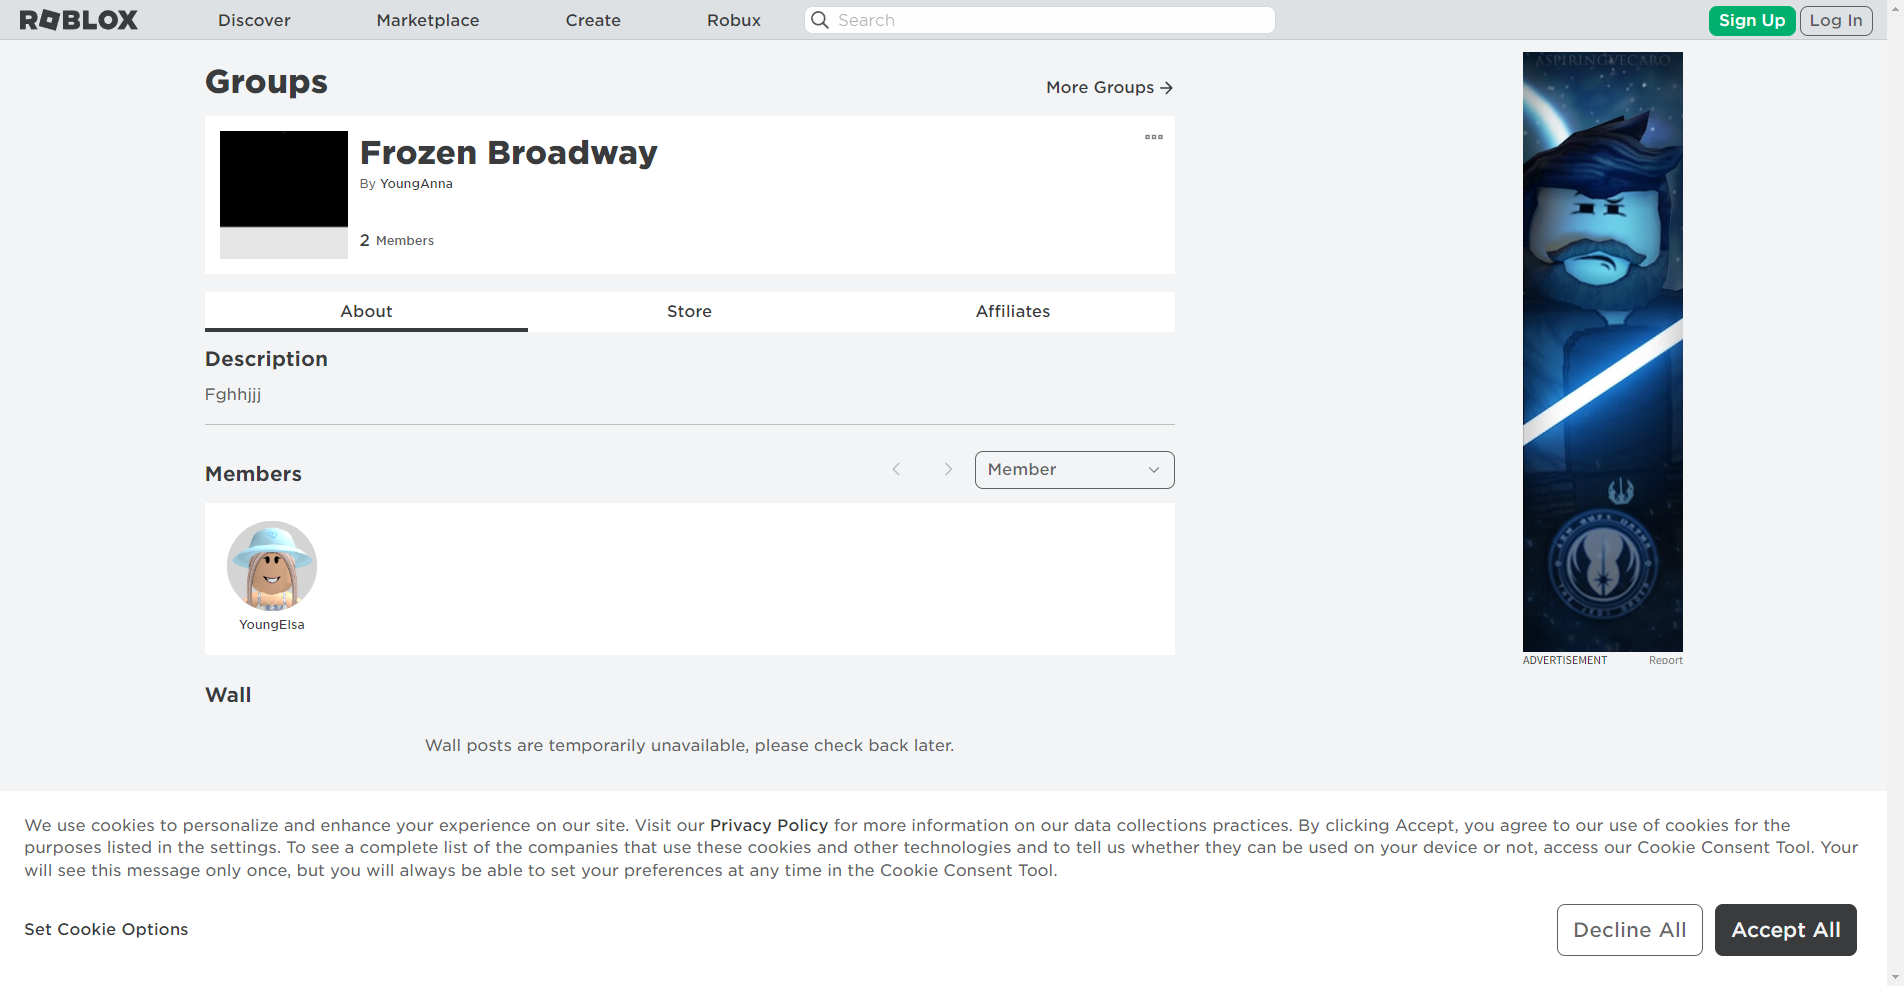 ROBLOX Discover Marketplace Create Robux Search Sign Up Log In
ASPIRINGVECARO
Groups
More Groups →
Frozen Broadway
By YoungAnna
2 Members
About Store Affiliates
Description
Fghhjjj
Members
Member
YoungElsa
ADVERTISEMENT Report
Wall
Wall posts are temporarily unavailable, please check back later.
We use cookies to personalize and enhance your experience on our site. Visit our Privacy Policy for more information on our data collections practices. By clicking Accept, you agree to our use of cookies for the
purposes listed in the settings. To see a complete list of the companies that use these cookies and other technologies and to tell us whether they can be used on your device or not, access our Cookie Consent Tool. Your
will see this message only once, but you will always be able to set your preferences at any time in the Cookie Consent Tool.
Set Cookie Options
Decline All
Accept All